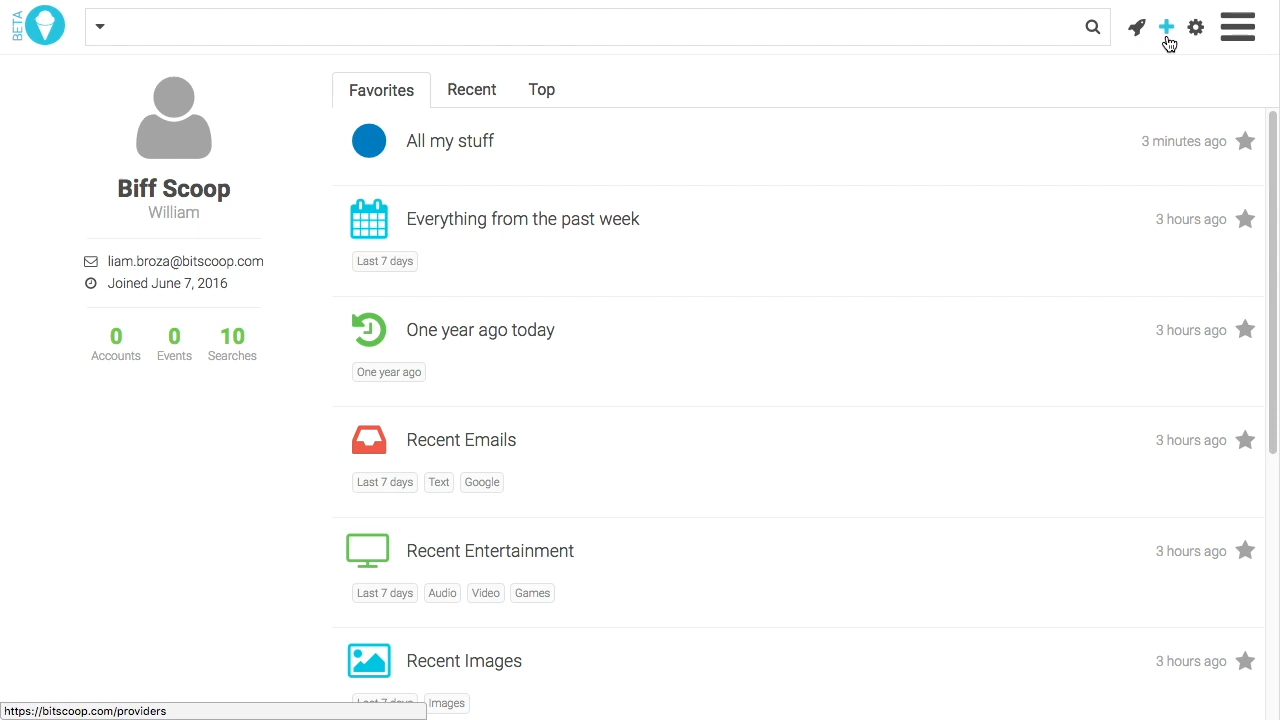 BETA
Favorites Recent Top
Biff Scoop
William
liam.broza@bitscoop.com
Joined June 7, 2016
0 0 10
Accounts Events Searches
All my stuff 3 minutes ago
Everything from the past week 3 hours ago
Last 7 days
One year ago today 3 hours ago
One year ago
Recent Emails 3 hours ago
Last 7 days Text Google
Recent Entertainment 3 hours ago
Last 7 days Audio Video Games
Recent Images 3 hours ago
Last 7 days Images
https://bitscoop.com/providers